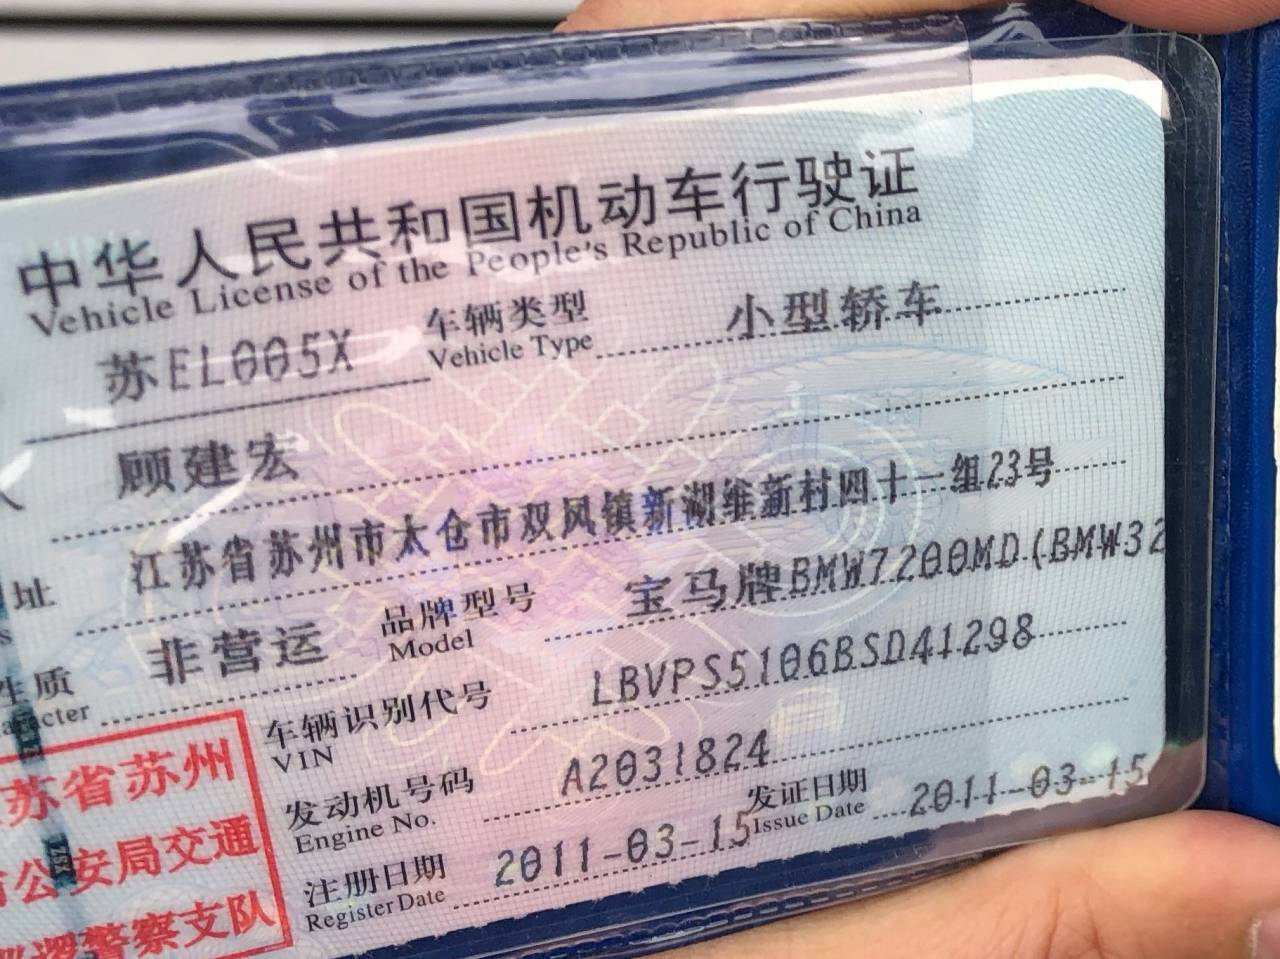 中华人民共和国机动车行驶证
Vehicle License of the People's Republic of China
苏EL005X 车辆类型 小型轿车
Vehicle Type
人 顾建宏
址 江苏省苏州市太仓市双凤镇新湖维新村四十一组23号
性质 非营运 品牌型号 宝马牌BMW7200MD(BMW32
Model
车辆识别代号 LBVPS5106BSD41298
VIN
发动机号码 A2031824 发证日期 2011-03-15
Engine No. Issue Date
注册日期 2011-03-15
Register Date
苏省苏州
公安局交通
巡逻警察支队